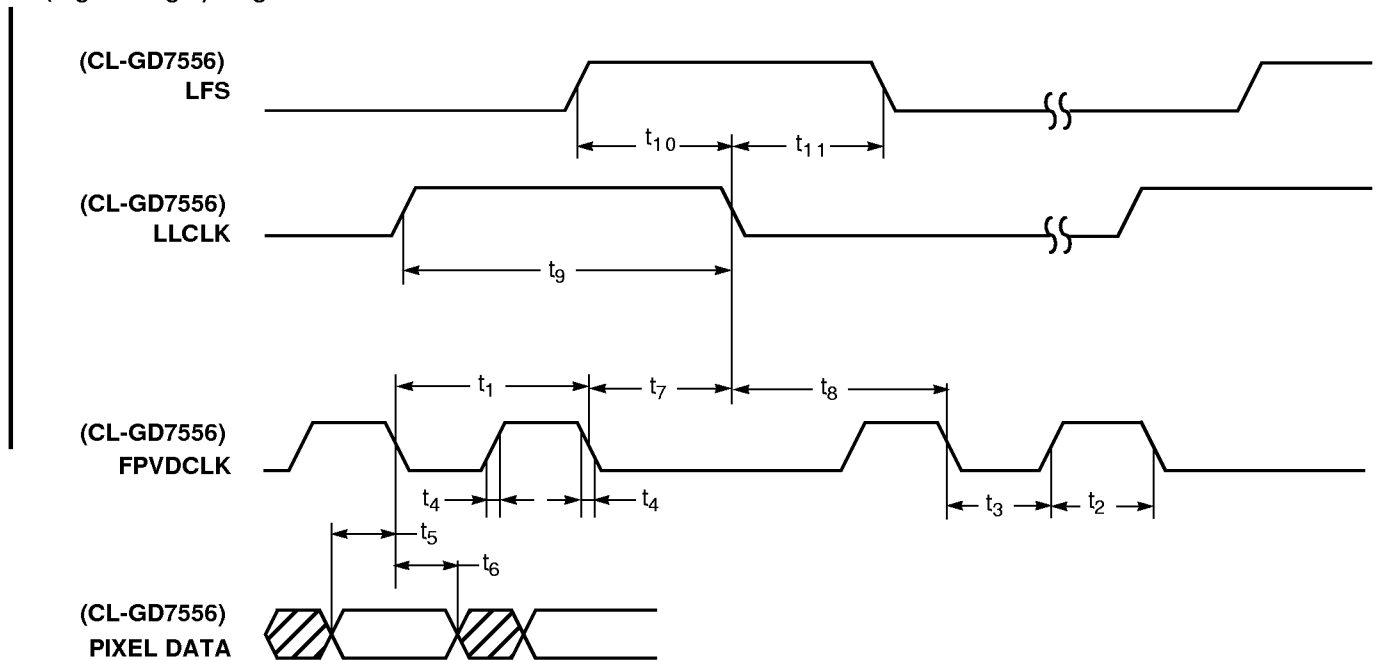 (CL-GD7556)
LFS
t10
t11
(CL-GD7556)
LLCLK
t9
t1
t7
t8
(CL-GD7556)
FPVDCLK
t4
t4
t3
t2
t5
t6
(CL-GD7556)
PIXEL DATA